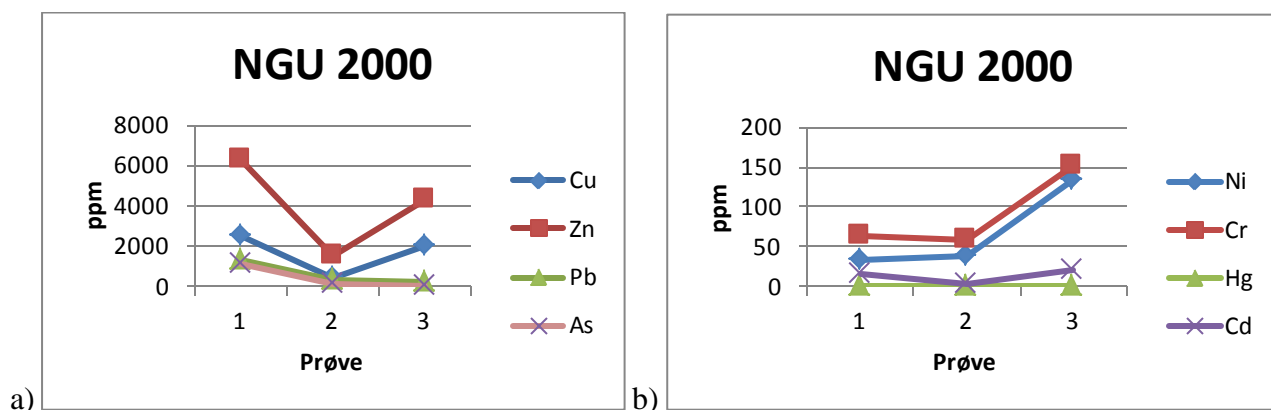 NGU 2000
8000
6000
4000
2000
0
ppm
1 2 3
Prøve
Cu
Zn
Pb
As
a)
NGU 2000
200
150
100
50
0
ppm
1 2 3
Prøve
Ni
Cr
Hg
Cd
b)